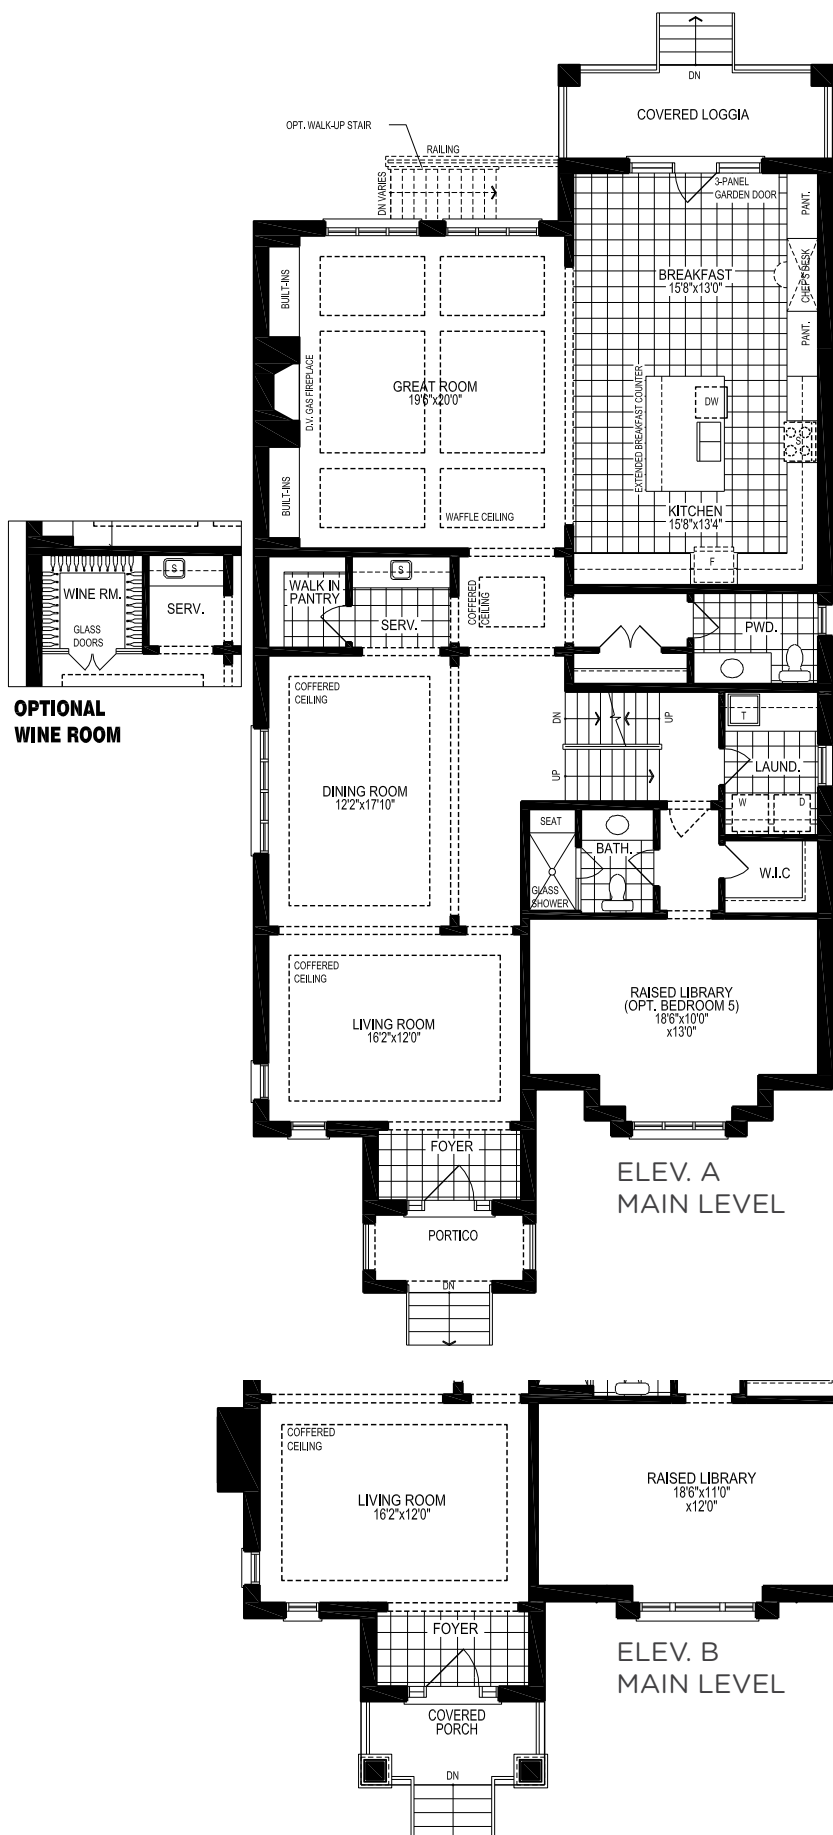 DN
COVERED LOGGIA
OPT. WALK-UP STAIR
RAILING
DN VARIES
3-PANEL
GARDEN DOOR
PANT.
BREAKFAST
15'8"x13'0"
CHEF'S DESK
PANT.
BUILT-INS
D.V. GAS FIREPLACE
GREAT ROOM
19'6"x20'0"
EXTENDED BREAKFAST COUNTER
DW
S
BUILT-INS
WAFFLE CEILING
KITCHEN
15'8"x13'4"
F
WINE RM.
GLASS
DOORS
S
SERV.
OPTIONAL
WINE ROOM
WALK IN
PANTRY
S
SERV.
COFFERED
CEILING
PWD.
COFFERED
CEILING
DN
UP
UP
T
LAUND.
W
D
DINING ROOM
12'2"x17'10"
SEAT
BATH.
GLASS
SHOWER
W.I.C
COFFERED
CEILING
LIVING ROOM
16'2"x12'0"
RAISED LIBRARY
(OPT. BEDROOM 5)
18'6"x10'0"
x13'0"
FOYER
PORTICO
DN
ELEV. A
MAIN LEVEL
COFFERED
CEILING
LIVING ROOM
16'2"x12'0"
RAISED LIBRARY
18'6"x11'0"
x12'0"
FOYER
COVERED
PORCH
DN
ELEV. B
MAIN LEVEL